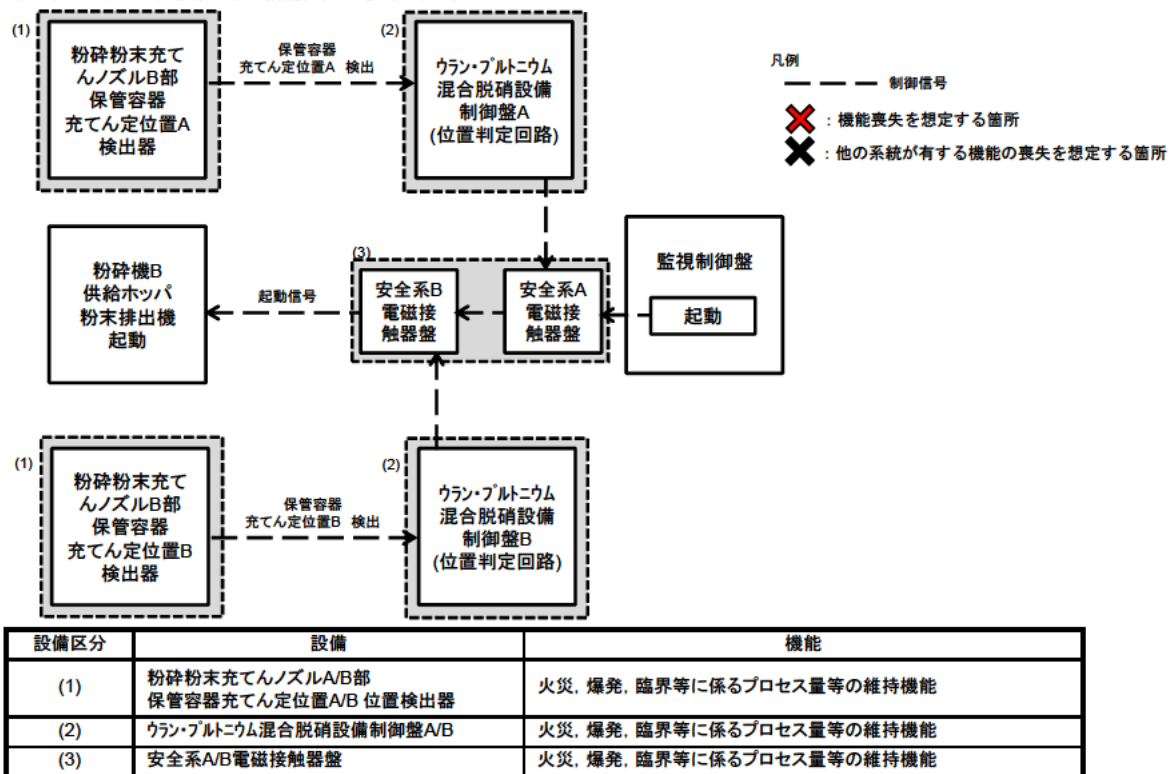 (1)
粉砕粉末充て
んノズルB部
保管容器
充てん定位置A
検出器
保管容器
充てん定位置A 検出
(2)
ウラン・プルトニウム
混合脱硝設備
制御盤A
(位置判定回路)
凡例
制御信号
:機能喪失を想定する箇所
:他の系統が有する機能の喪失を想定する箇所
粉砕機B
供給ホッパ
粉末排出機
起動
起動信号
(3)
安全系B
電磁接
触器盤
安全系A
電磁接
触器盤
監視制御盤
起動
(1)
粉砕粉末充て
んノズルB部
保管容器
充てん定位置B
検出器
保管容器
充てん定位置B 検出
(2)
ウラン・プルトニウム
混合脱硝設備
制御盤B
(位置判定回路)
設備区分 設備 機能
(1) 粉砕粉末充てんノズルA/B部
保管容器充てん定位置A/B 位置検出器 火災,爆発,臨界等に係るプロセス量等の維持機能
(2) ウラン・プルトニウム混合脱硝設備制御盤A/B 火災,爆発,臨界等に係るプロセス量等の維持機能
(3) 安全系A/B電磁接触器盤 火災,爆発,臨界等に係るプロセス量等の維持機能